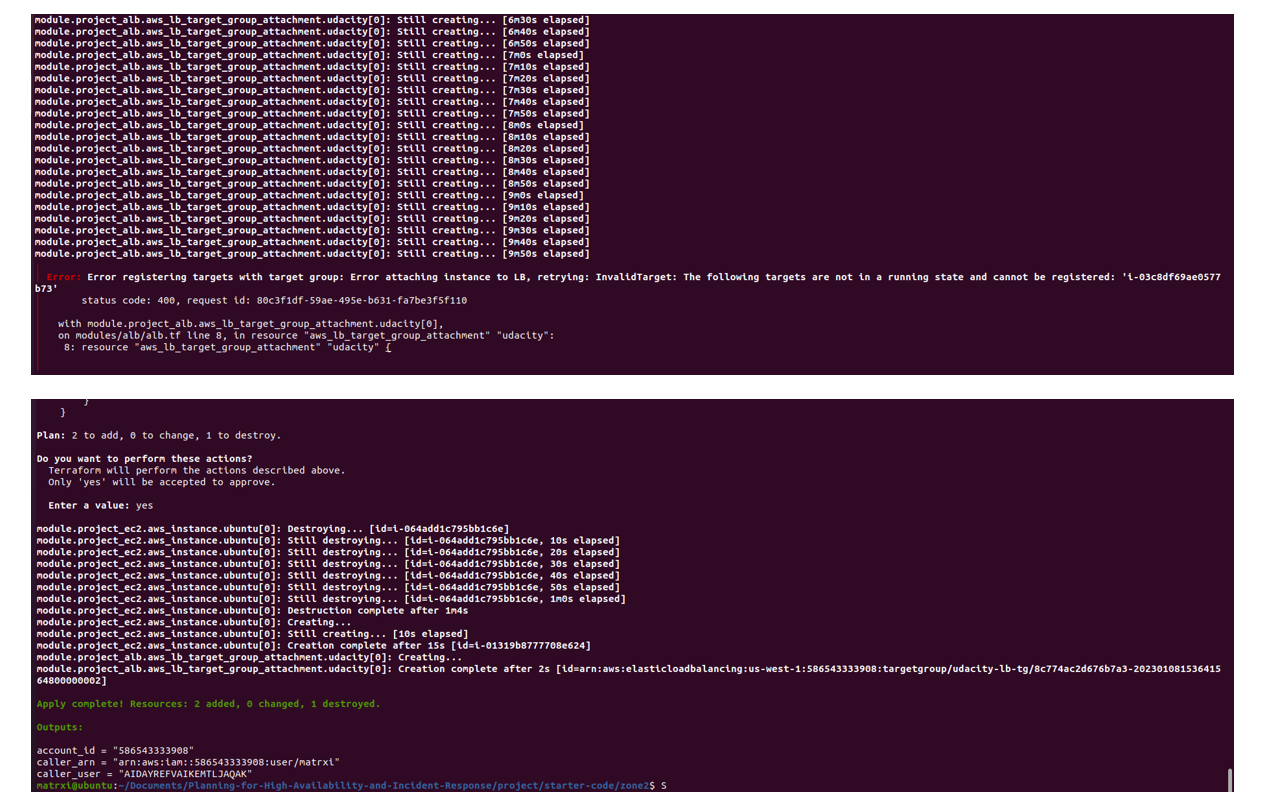 module.project_alb.aws_lb_target_group_attachment.udacity[0]: Still creating... [6m30s elapsed]
module.project_alb.aws_lb_target_group_attachment.udacity[0]: Still creating... [6m40s elapsed]
module.project_alb.aws_lb_target_group_attachment.udacity[0]: Still creating... [6m50s elapsed]
module.project_alb.aws_lb_target_group_attachment.udacity[0]: Still creating... [7m0s elapsed]
module.project_alb.aws_lb_target_group_attachment.udacity[0]: Still creating... [7m10s elapsed]
module.project_alb.aws_lb_target_group_attachment.udacity[0]: Still creating... [7m20s elapsed]
module.project_alb.aws_lb_target_group_attachment.udacity[0]: Still creating... [7m30s elapsed]
module.project_alb.aws_lb_target_group_attachment.udacity[0]: Still creating... [7m40s elapsed]
module.project_alb.aws_lb_target_group_attachment.udacity[0]: Still creating... [7m50s elapsed]
module.project_alb.aws_lb_target_group_attachment.udacity[0]: Still creating... [8m0s elapsed]
module.project_alb.aws_lb_target_group_attachment.udacity[0]: Still creating... [8m10s elapsed]
module.project_alb.aws_lb_target_group_attachment.udacity[0]: Still creating... [8m20s elapsed]
module.project_alb.aws_lb_target_group_attachment.udacity[0]: Still creating... [8m30s elapsed]
module.project_alb.aws_lb_target_group_attachment.udacity[0]: Still creating... [8m40s elapsed]
module.project_alb.aws_lb_target_group_attachment.udacity[0]: Still creating... [8m50s elapsed]
module.project_alb.aws_lb_target_group_attachment.udacity[0]: Still creating... [9m0s elapsed]
module.project_alb.aws_lb_target_group_attachment.udacity[0]: Still creating... [9m10s elapsed]
module.project_alb.aws_lb_target_group_attachment.udacity[0]: Still creating... [9m20s elapsed]
module.project_alb.aws_lb_target_group_attachment.udacity[0]: Still creating... [9m30s elapsed]
module.project_alb.aws_lb_target_group_attachment.udacity[0]: Still creating... [9m40s elapsed]
module.project_alb.aws_lb_target_group_attachment.udacity[0]: Still creating... [9m50s elapsed]
Error: Error registering targets with target group: Error attaching instance to LB, retrying: InvalidTarget: The following targets are not in a running state and cannot be registered: 'i-03c8df69ae0577
b73'
status code: 400, request id: 80c3f1df-59ae-495e-b631-fa7be3f5f110
with module.project_alb.aws_lb_target_group_attachment.udacity[0],
on modules/alb/alb.tf line 8, in resource "aws_lb_target_group_attachment" "udacity":
8: resource "aws_lb_target_group_attachment" "udacity" {
}
}
Plan: 2 to add, 0 to change, 1 to destroy.
Do you want to perform these actions?
Terraform will perform the actions described above.
Only 'yes' will be accepted to approve.
Enter a value: yes
module.project_ec2.aws_instance.ubuntu[0]: Destroying... [id=i-064add1c795bb1c6e]
module.project_ec2.aws_instance.ubuntu[0]: Still destroying... [id=i-064add1c795bb1c6e, 10s elapsed]
module.project_ec2.aws_instance.ubuntu[0]: Still destroying... [id=i-064add1c795bb1c6e, 20s elapsed]
module.project_ec2.aws_instance.ubuntu[0]: Still destroying... [id=i-064add1c795bb1c6e, 30s elapsed]
module.project_ec2.aws_instance.ubuntu[0]: Still destroying... [id=i-064add1c795bb1c6e, 40s elapsed]
module.project_ec2.aws_instance.ubuntu[0]: Still destroying... [id=i-064add1c795bb1c6e, 50s elapsed]
module.project_ec2.aws_instance.ubuntu[0]: Still destroying... [id=i-064add1c795bb1c6e, 1m0s elapsed]
module.project_ec2.aws_instance.ubuntu[0]: Destruction complete after 1m4s
module.project_ec2.aws_instance.ubuntu[0]: Creating...
module.project_ec2.aws_instance.ubuntu[0]: Still creating... [10s elapsed]
module.project_ec2.aws_instance.ubuntu[0]: Creation complete after 15s [id=i-01319b8777708e624]
module.project_alb.aws_lb_target_group_attachment.udacity[0]: Creating...
module.project_alb.aws_lb_target_group_attachment.udacity[0]: Creation complete after 2s [id=arn:aws:elasticloadbalancing:us-west-1:586543333908:targetgroup/udacity-lb-tg/8c774ac2d676b7a3-202301081536415
64800000002]
Apply complete! Resources: 2 added, 0 changed, 1 destroyed.
Outputs:
account_id = "586543333908"
caller_arn = "arn:aws:iam::586543333908:user/matrxi"
caller_user = "AIDAYREFVAIKEMTLJAQAK"
matrxi@ubuntu:~/Documents/Planning-for-High-Availability-and-Incident-Response/project/starter-code/zone2$ S